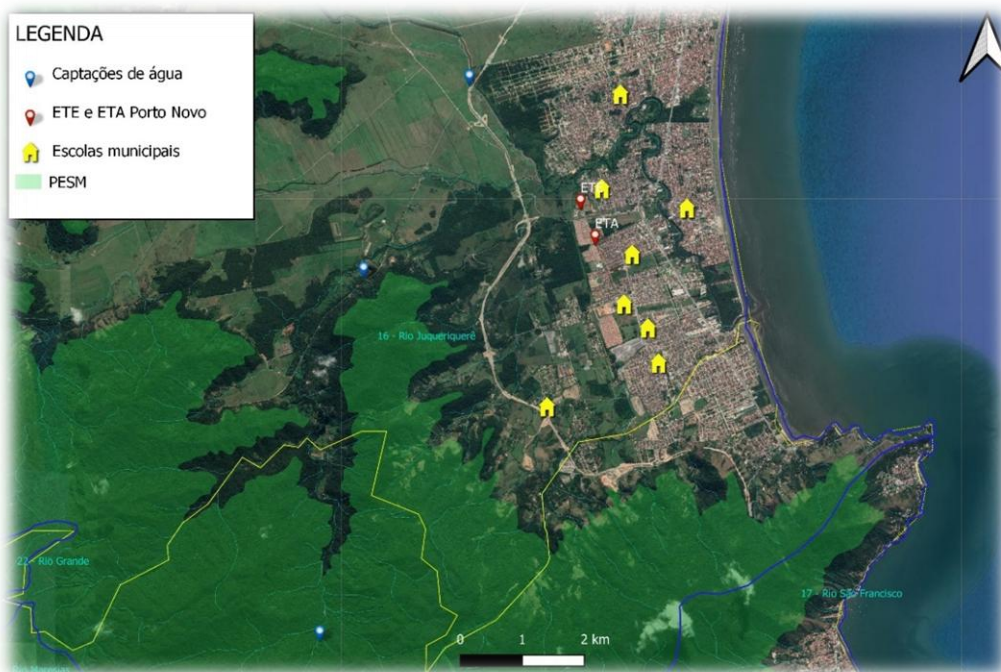 LEGENDA
Captações de água
ETE e ETA Porto Novo
Escolas municipais
PESM
ETA
16 - Rio Juqueriquerê
22 - Rio Grande
17 - Rio São Francisco
0 1 2 km